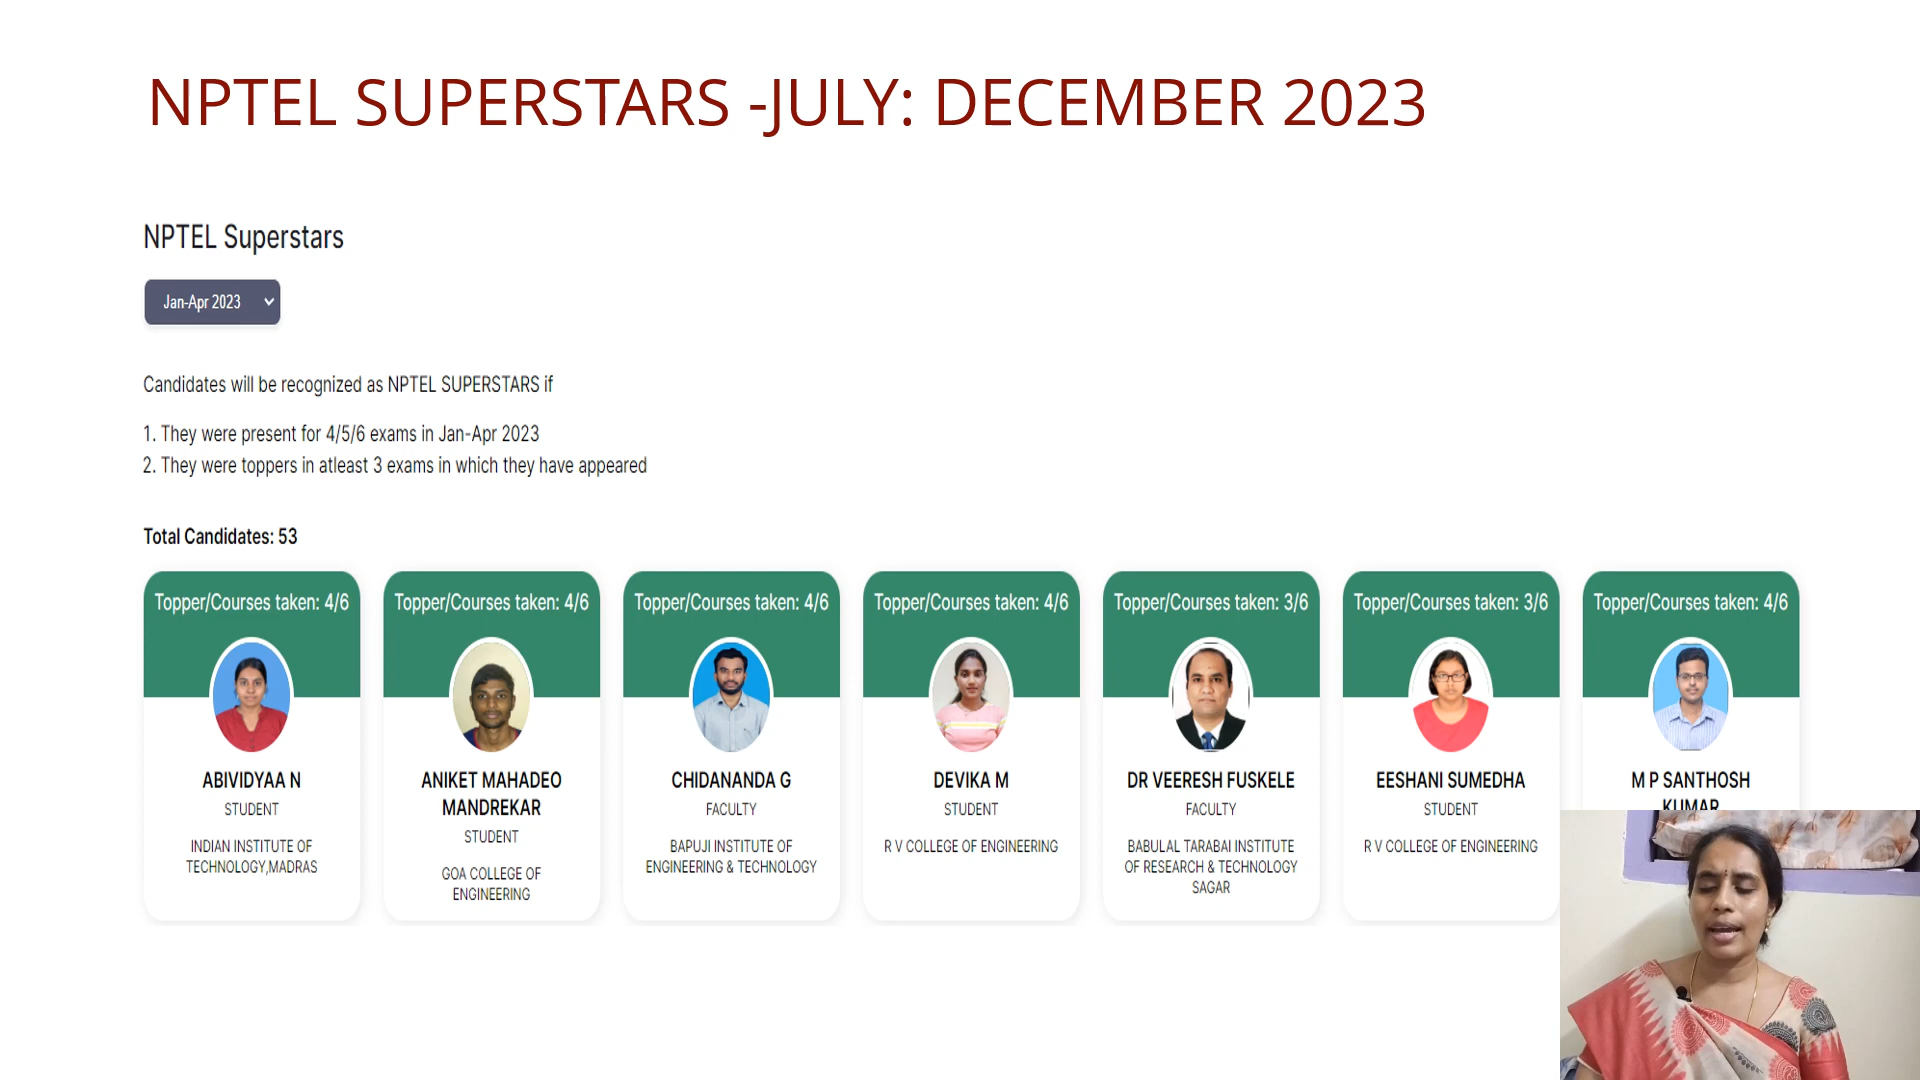 NPTEL SUPERSTARS -JULY: DECEMBER 2023
NPTEL Superstars
Jan-Apr 2023
Candidates will be recognized as NPTEL SUPERSTARS if
1. They were present for 4/5/6 exams in Jan-Apr 2023
2. They were toppers in atleast 3 exams in which they have appeared
Total Candidates: 53
Topper/Courses taken: 4/6
ABIVIDYAA N
STUDENT
INDIAN INSTITUTE OF
TECHNOLOGY,MADRAS
Topper/Courses taken: 4/6
ANIKET MAHADEO
MANDREKAR
STUDENT
GOA COLLEGE OF
ENGINEERING
Topper/Courses taken: 4/6
CHIDANANDA G
FACULTY
BAPUJI INSTITUTE OF
ENGINEERING & TECHNOLOGY
Topper/Courses taken: 4/6
DEVIKA M
STUDENT
R V COLLEGE OF ENGINEERING
Topper/Courses taken: 3/6
DR VEERESH FUSKELE
FACULTY
BABULAL TARABAI INSTITUTE
OF RESEARCH & TECHNOLOGY
SAGAR
Topper/Courses taken: 3/6
EESHANI SUMEDHA
STUDENT
R V COLLEGE OF ENGINEERING
Topper/Courses taken: 4/6
M P SANTHOSH
KUMAR